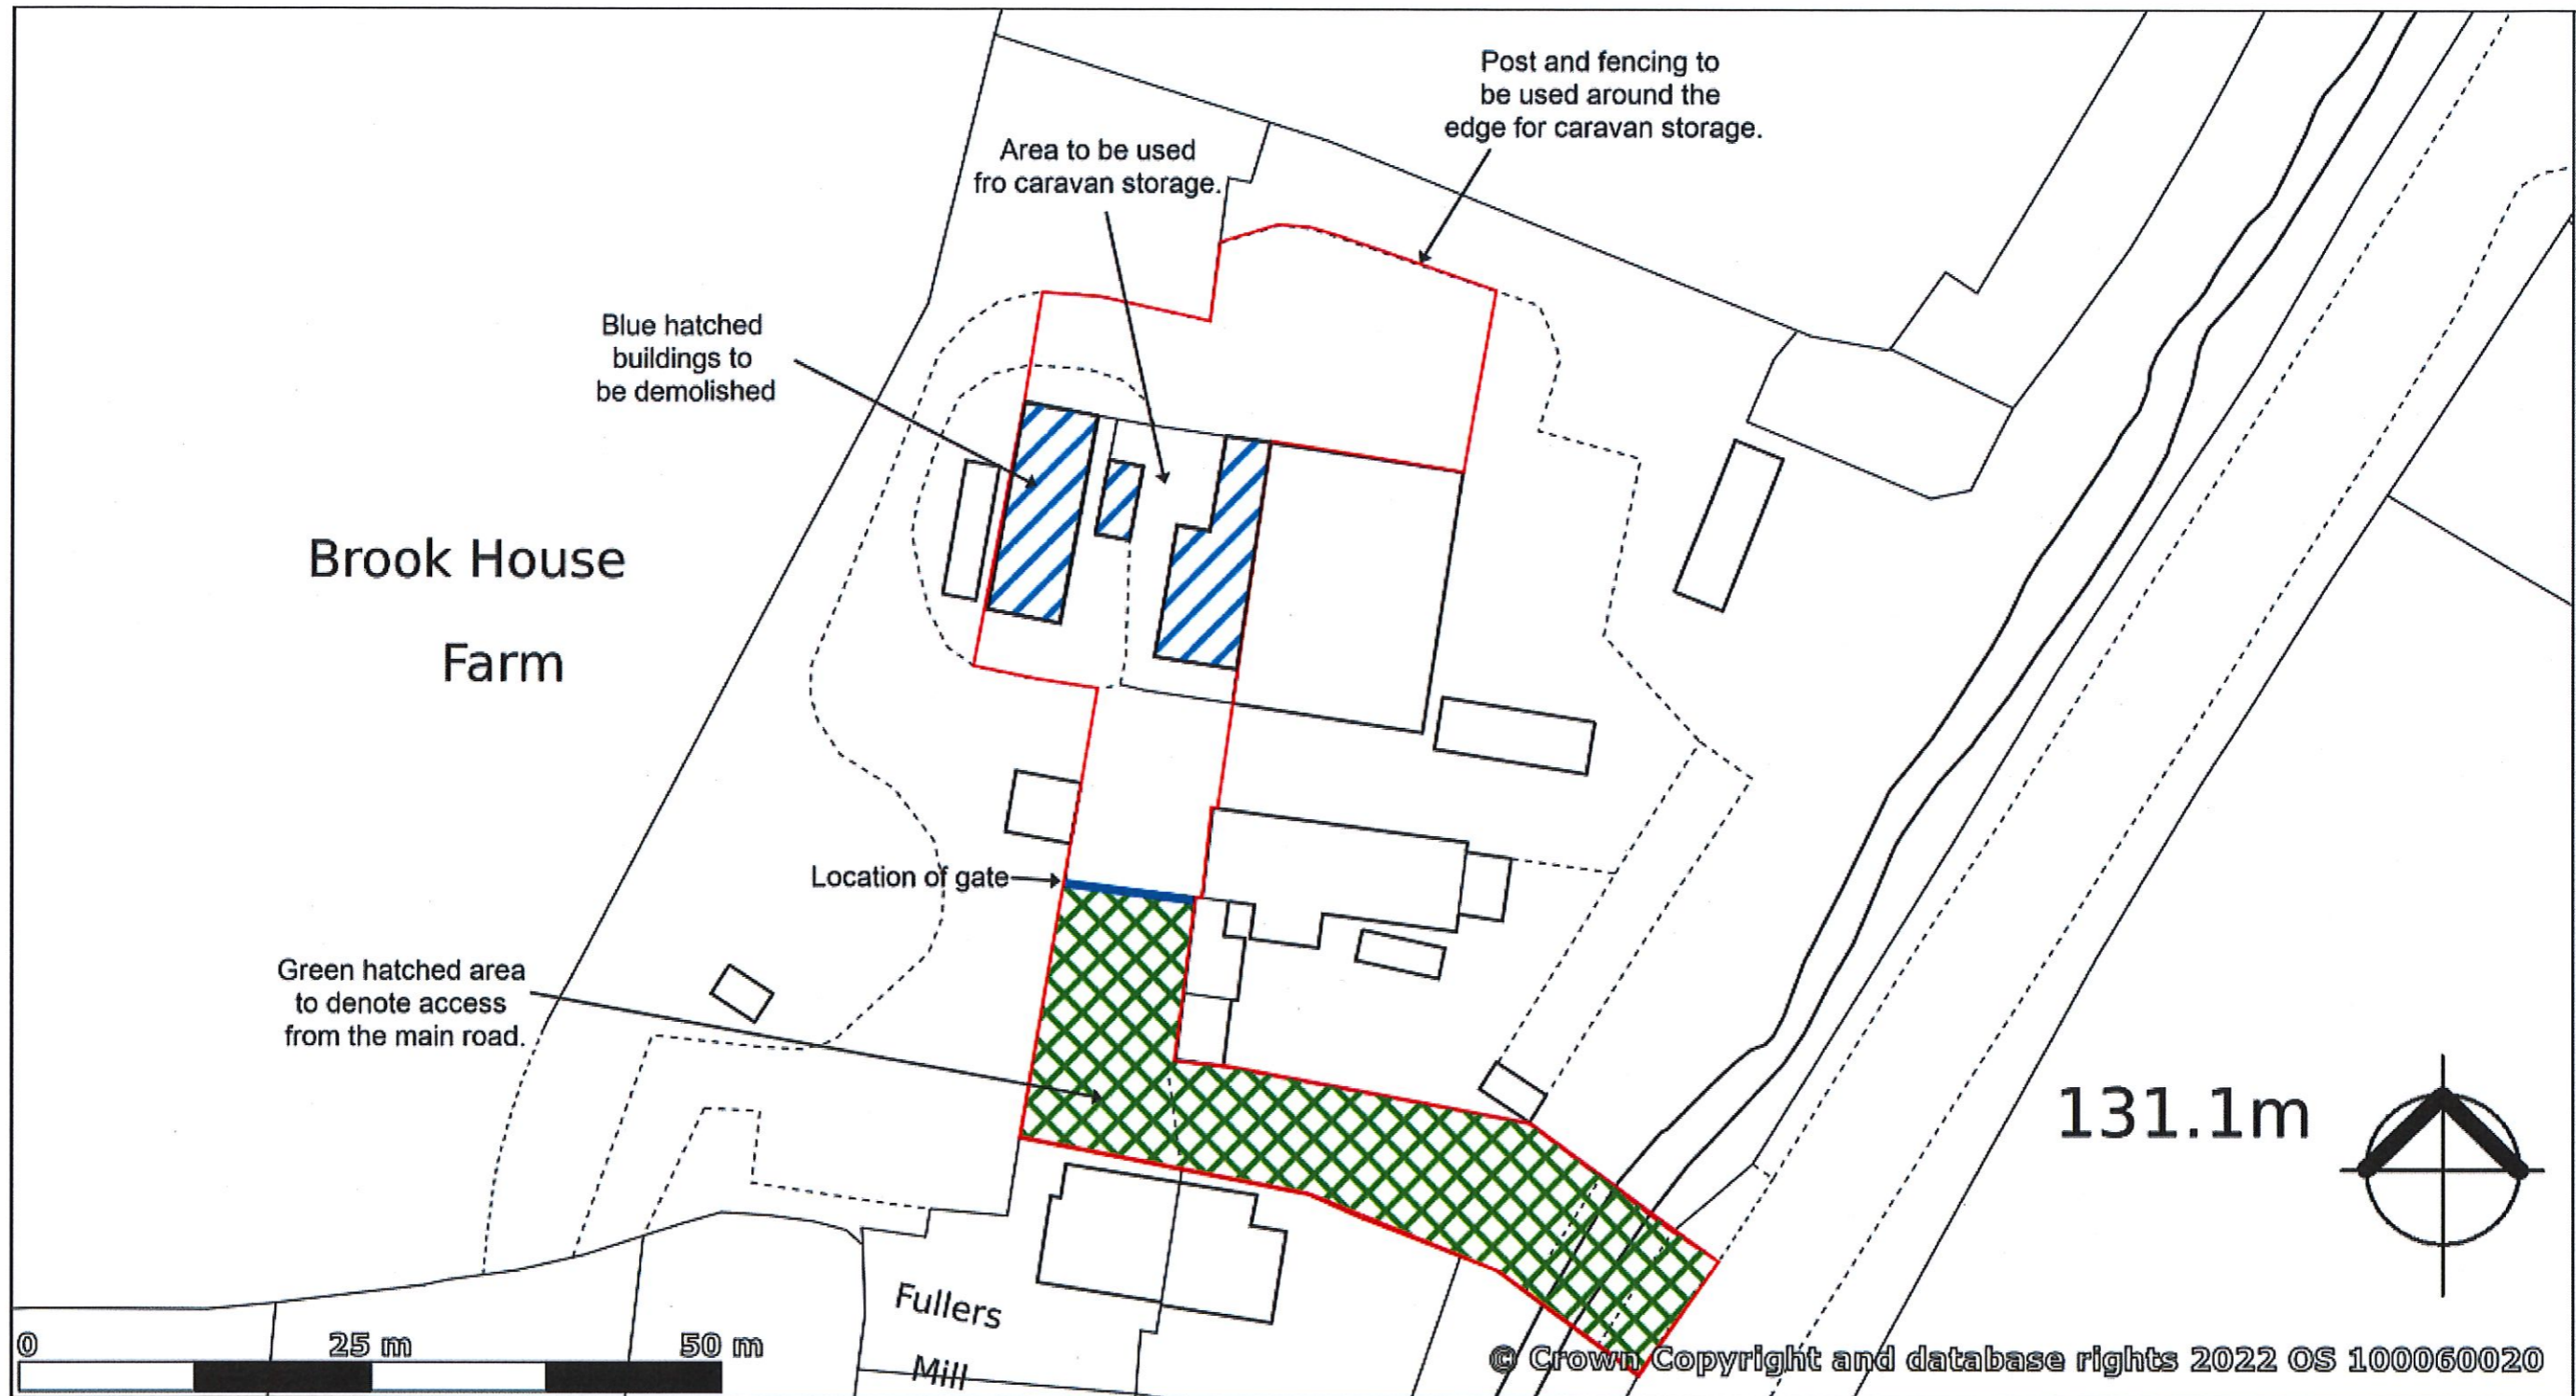 Post and fencing to
be used around the
edge for caravan storage.
Area to be used
fro caravan storage.
Blue hatched
buildings to
be demolished
Brook House
Farm
Location of gate
Green hatched area
to denote access
from the main road.
131.1m
Fullers
Mill
0 25 m 50 m
© Crown Copyright and database rights 2022 OS 100060020